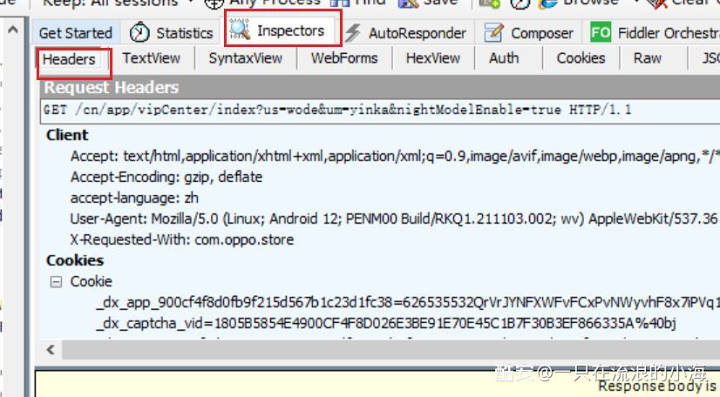 Keep: All sessions
Any Process
Find
Save
Browse
Clear
Get Started
Statistics
Inspectors
AutoResponder
Composer
FO Fiddler Orchestra
Headers
TextView
SyntaxView
WebForms
HexView
Auth
Cookies
Raw
JS
Request Headers
GET /cn/app/vipCenter/index?us=wode&um=yinka&nightModelEnable=true HTTP/1.1
Client
Accept: text/html,application/xhtml+xml,application/xml;q=0.9,image/avif,image/webp,image/apng,*/*
Accept-Encoding: gzip, deflate
accept-language: zh
User-Agent: Mozilla/5.0 (Linux; Android 12; PENM00 Build/RKQ1.211103.002; wv) AppleWebKit/537.36
X-Requested-With: com.oppo.store
Cookies
Cookie
_dx_app_900cf4f8d0fb9f215d567b1c23d1fc38=626535532QrVrJYNFXWFvFCxPvNWyvhF8x7iPVq1
_dx_captcha_vid=1805B5854E4900CF4F8D026E3BE91E70E45C1B7F30B3EF866335A%40bj
酷安@一只在流浪的小海
Response body is